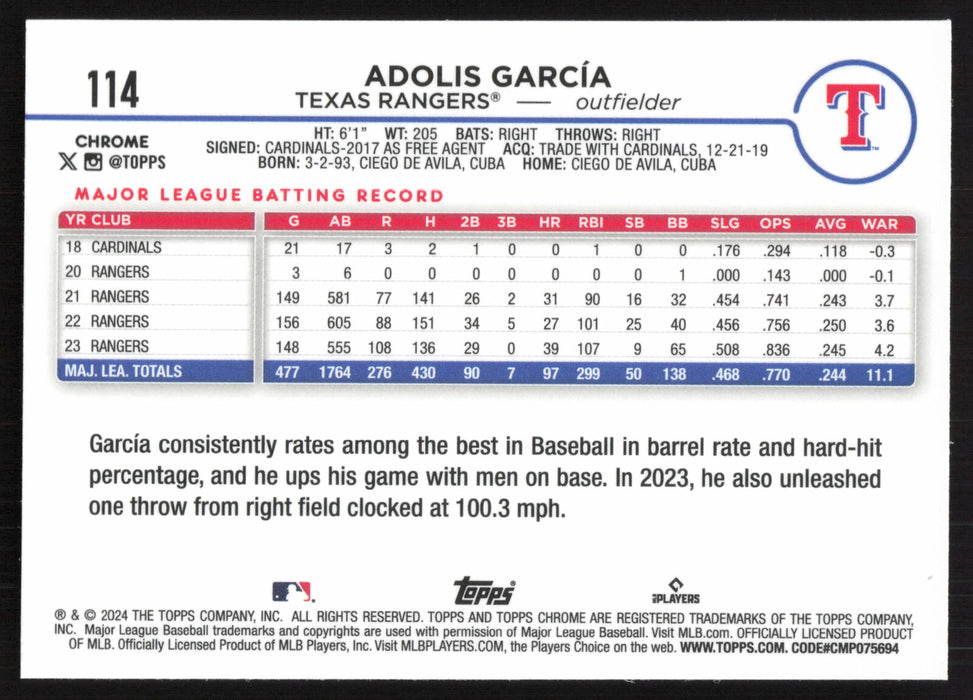 114
ADOLIS GARCÍA
TEXAS RANGERS® — outfielder
T™
CHROME
@TOPPS
HT: 6'1" WT: 205 BATS: RIGHT THROWS: RIGHT
SIGNED: CARDINALS-2017 AS FREE AGENT ACQ: TRADE WITH CARDINALS, 12-21-19
BORN: 3-2-93, CIEGO DE AVILA, CUBA HOME: CIEGO DE AVILA, CUBA
MAJOR LEAGUE BATTING RECORD
YR CLUB G AB R H 2B 3B HR RBI SB BB SLG OPS AVG WAR
18 CARDINALS 21 17 3 2 1 0 0 1 0 0 .176 .294 .118 -0.3
20 RANGERS 3 6 0 0 0 0 0 0 0 1 .000 .143 .000 -0.1
21 RANGERS 149 581 77 141 26 2 31 90 16 32 .454 .741 .243 3.7
22 RANGERS 156 605 88 151 34 5 27 101 25 40 .456 .756 .250 3.6
23 RANGERS 148 555 108 136 29 0 39 107 9 65 .508 .836 .245 4.2
MAJ. LEA. TOTALS 477 1764 276 430 90 7 97 299 50 138 .468 .770 .244 11.1
García consistently rates among the best in Baseball in barrel rate and hard-hit
percentage, and he ups his game with men on base. In 2023, he also unleashed
one throw from right field clocked at 100.3 mph.
Topps®
PLAYERS
® & © 2024 THE TOPPS COMPANY, INC. ALL RIGHTS RESERVED. TOPPS AND TOPPS CHROME ARE REGISTERED TRADEMARKS OF THE TOPPS COMPANY,
INC. Major League Baseball trademarks and copyrights are used with permission of Major League Baseball. Visit MLB.com. OFFICIALLY LICENSED PRODUCT
OF MLB. Officially Licensed Product of MLB Players, Inc. Visit MLBPLAYERS.COM, the Players Choice on the web. WWW.TOPPS.COM. CODE#CMP075694